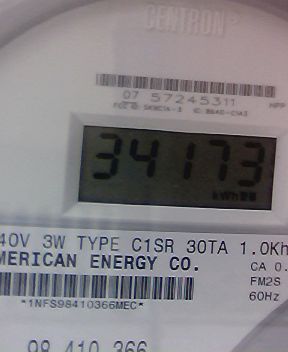 CENTRON
07 57245311
34173
kWh
40V 3W TYPE C1SR 30TA 1.0Kh
MERICAN ENERGY CO.
CA 0.
FM2S
*1NFS98410366MEC*
60Hz
98 410 366